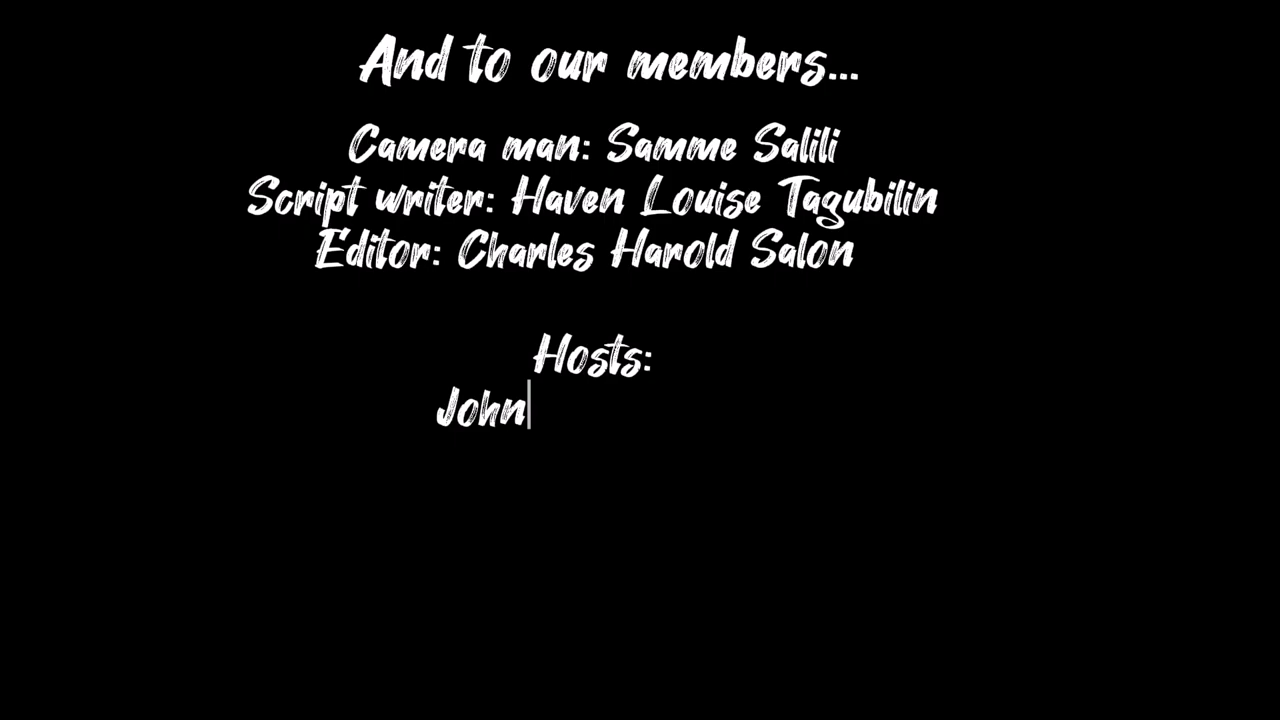 And to our members...
Camera man: Samme Salili
Script writer: Haven Louise Tagubilin
Editor: Charles Harold Salon
Hosts:
John